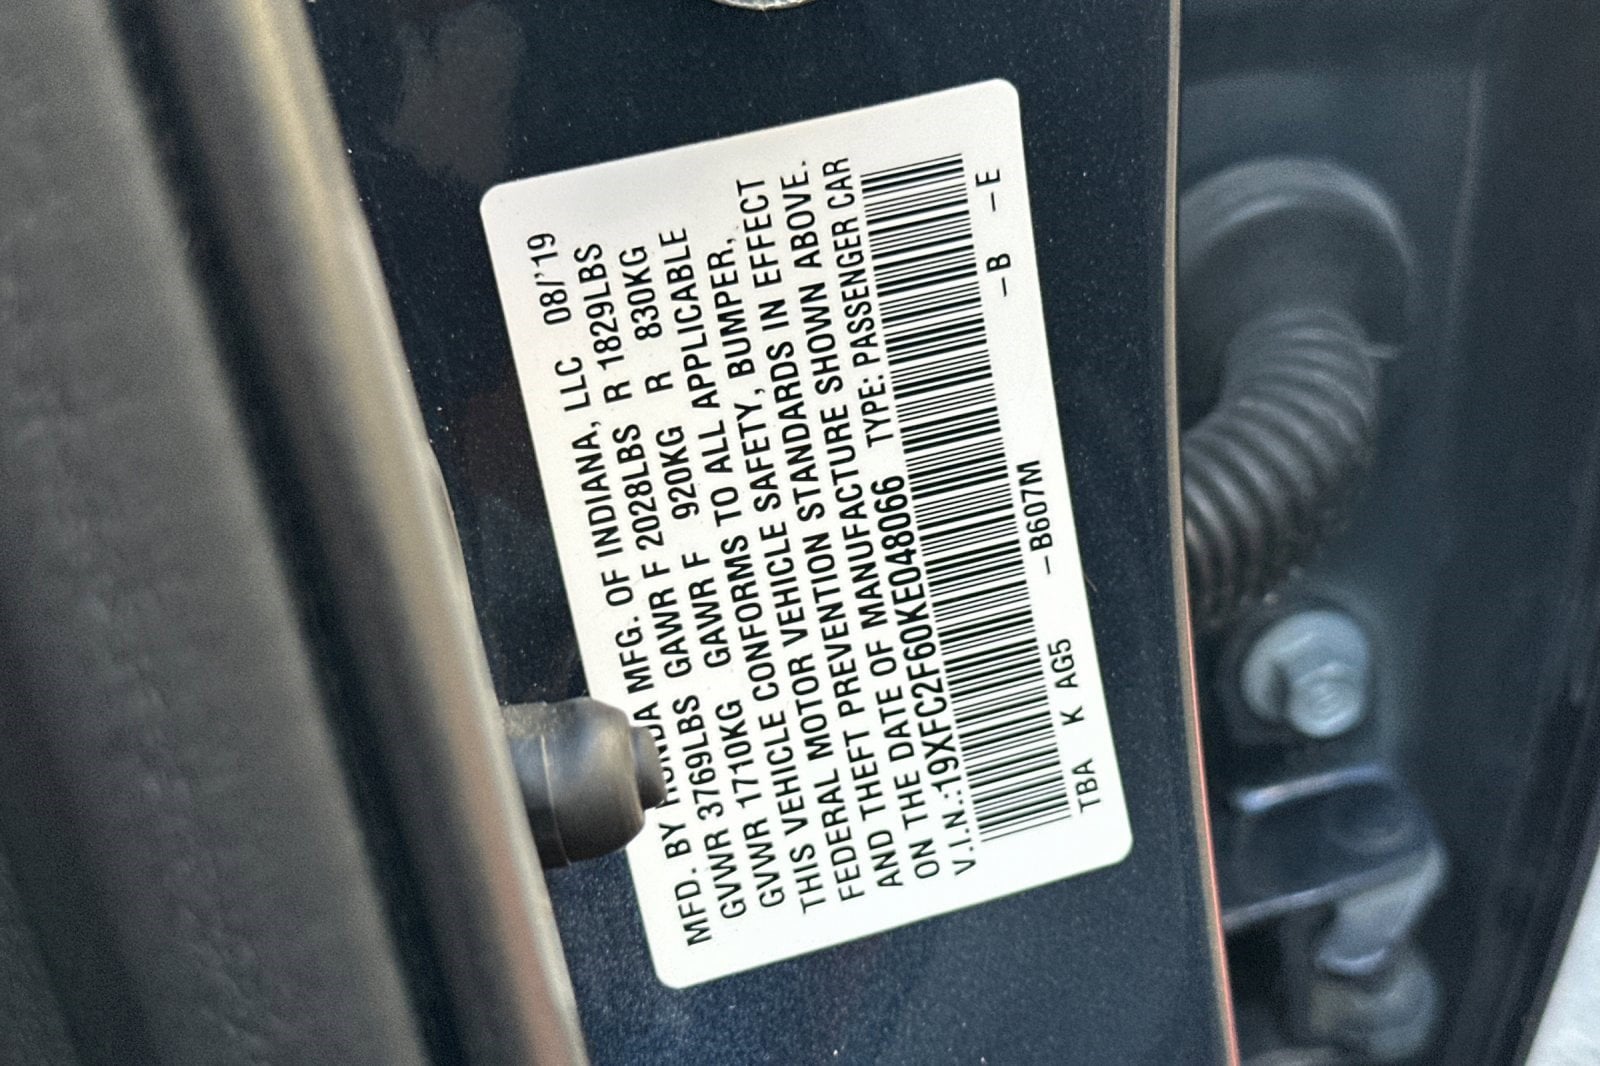 MFD. BY HONDA MFG. OF INDIANA, LLC 08/'19
GVWR 3769LBS GAWR F 2028LBS R 1829LBS
GVWR 1710KG GAWR F 920KG R 830KG
THIS VEHICLE CONFORMS TO ALL APPLICABLE
FEDERAL MOTOR VEHICLE SAFETY, BUMPER,
AND THEFT PREVENTION STANDARDS IN EFFECT
ON THE DATE OF MANUFACTURE SHOWN ABOVE.
V.I.N.:19XFC2F60KE048066 TYPE: PASSENGER CAR
TBA K AG5 -B607M -B -E